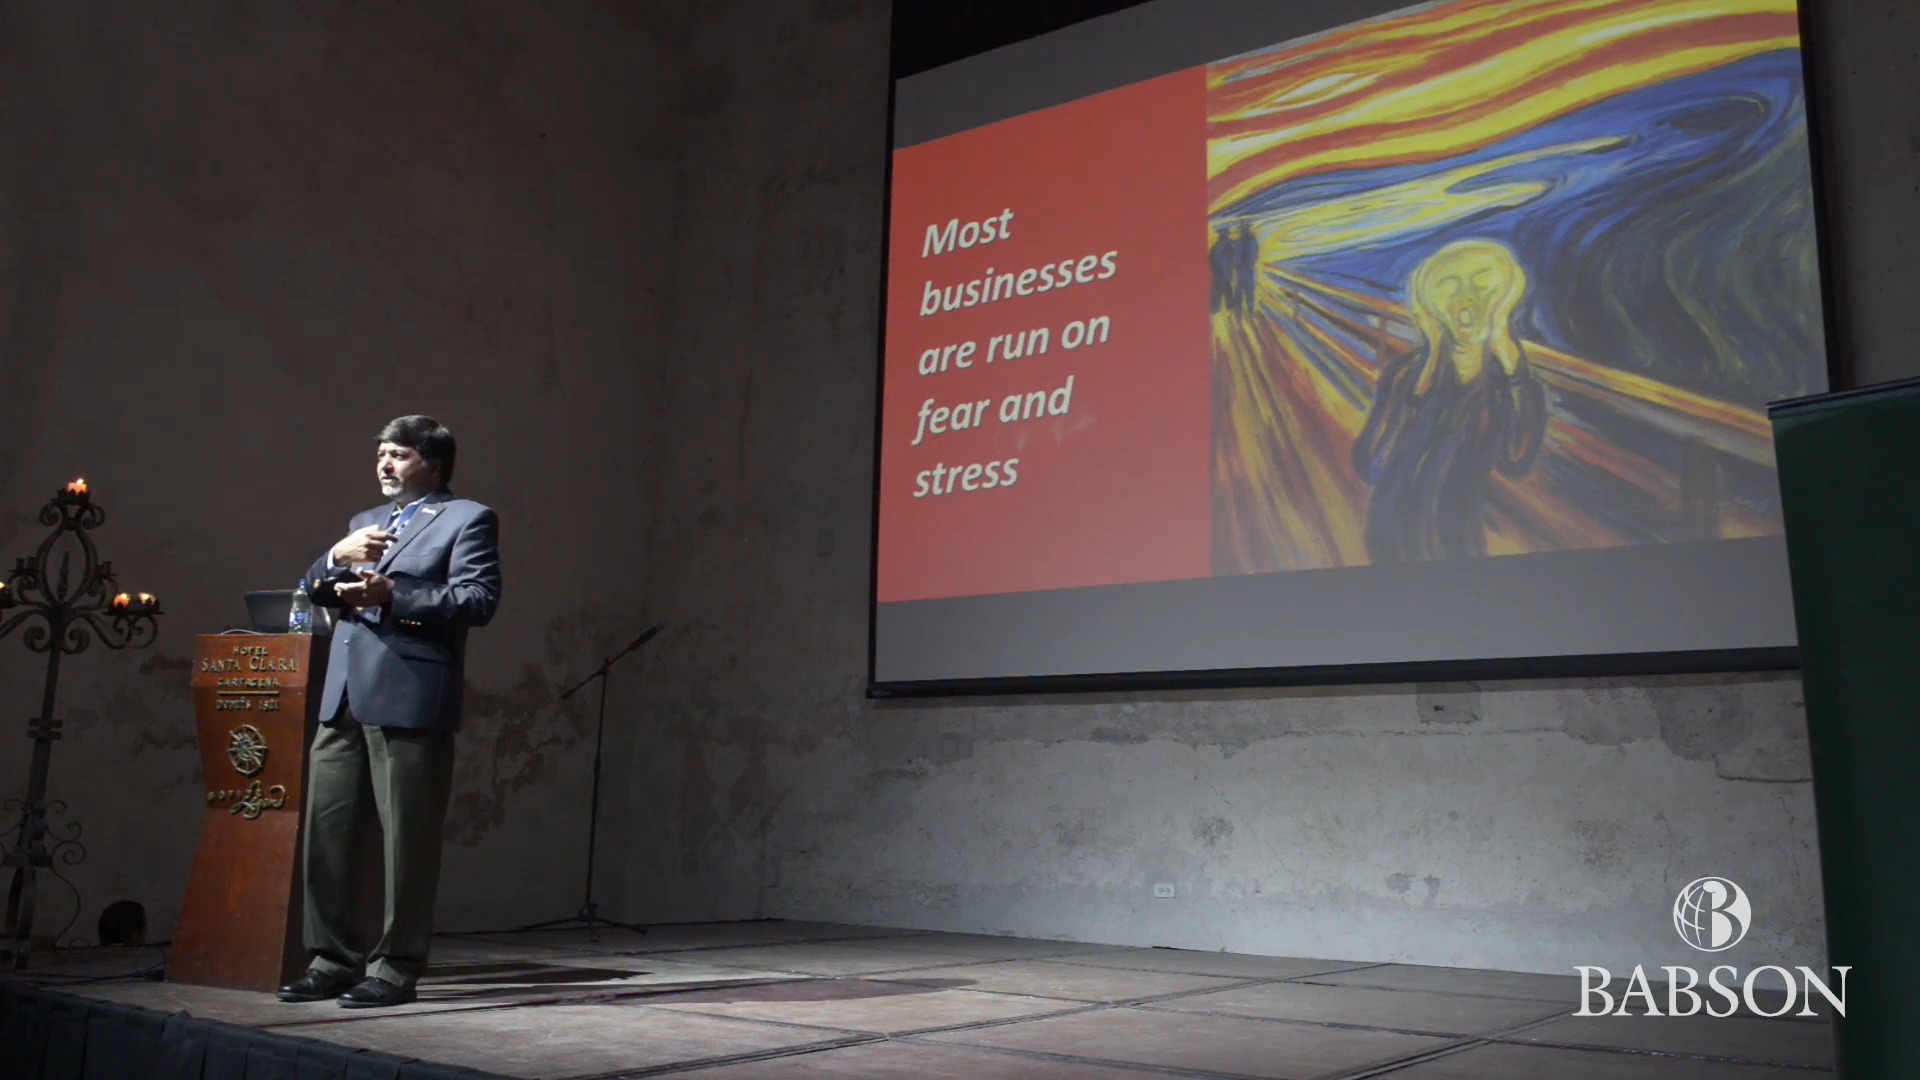 Most
businesses
are run on
fear and
stress
HOTEL
SANTA CLARA
CARTAGENA
BABSON